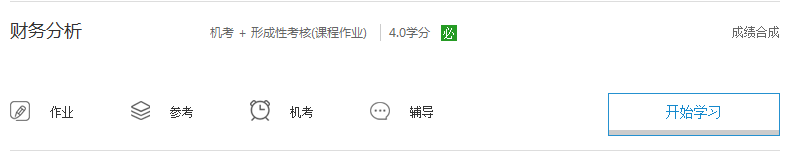 财务分析 机考 + 形成性考核(课程作业) 4.0学分 必 成绩合成
作业 参考 机考 辅导 开始学习